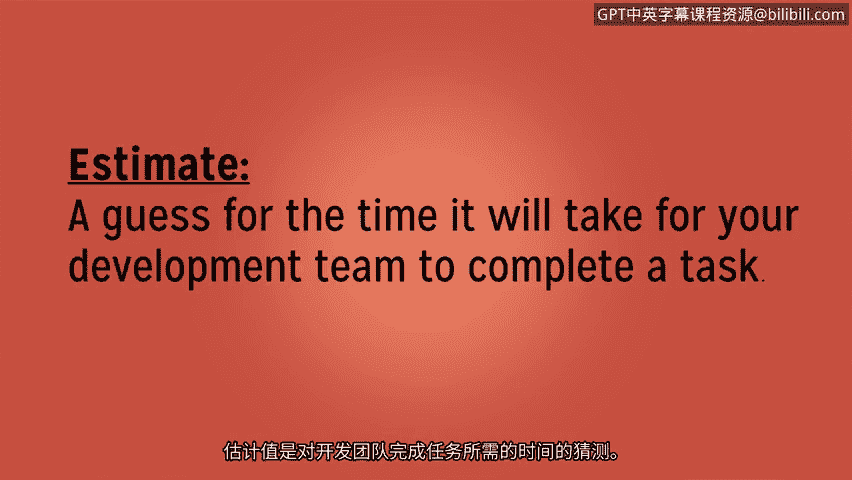 GPT中英字幕课程资源@bilibili.com
Estimate:
A guess for the time it will take for your
development team to complete a task.
估计值是对开发团队完成任务所需的时间的猜测。